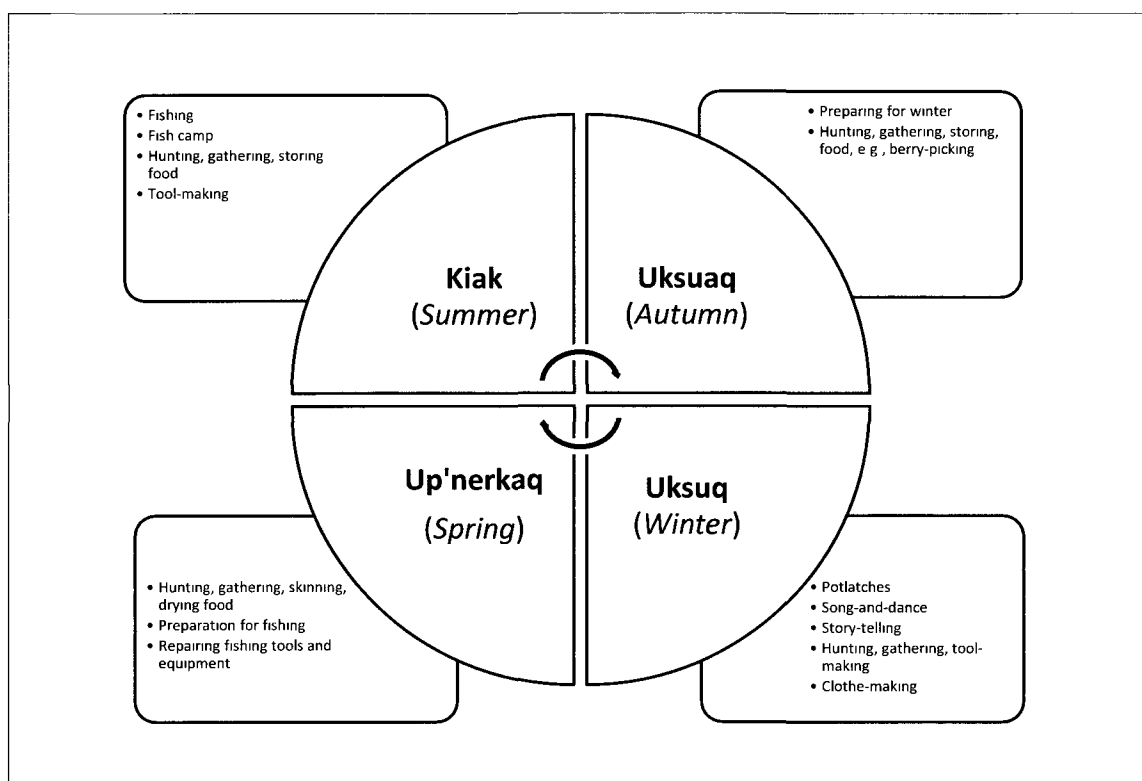 • Fishing
• Fish camp
• Hunting, gathering, storing
food
• Tool-making
• Preparing for winter
• Hunting, gathering, storing,
food, e g , berry-picking
Kiak
(Summer)
Uksuaq
(Autumn)
Up'nerkaq
(Spring)
Uksuq
(Winter)
• Hunting, gathering, skinning,
drying food
• Preparation for fishing
• Repairing fishing tools and
equipment
• Potlatches
• Song-and-dance
• Story-telling
• Hunting, gathering, tool-
making
• Clothe-making